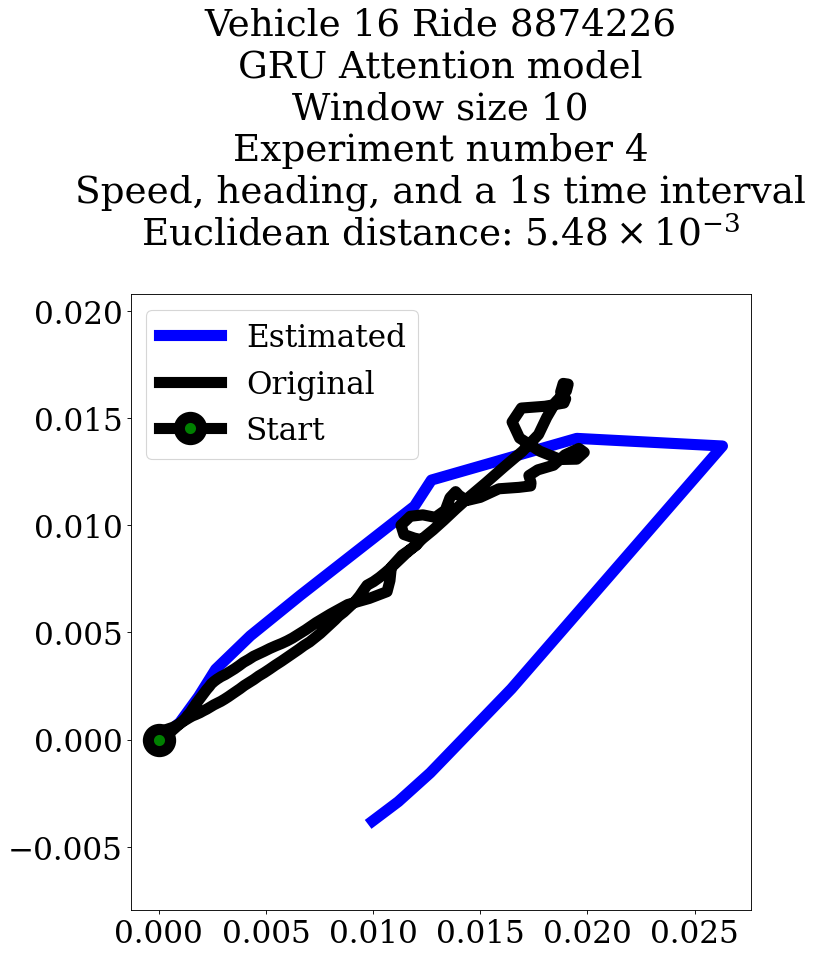 Vehicle 16 Ride 8874226
GRU Attention model
Window size 10
Experiment number 4
Speed, heading, and a 1s time interval
Euclidean distance: 5.48 × 10⁻³
0.020
0.015
0.010
0.005
0.000
−0.005
Estimated
Original
Start
0.000 0.005 0.010 0.015 0.020 0.025